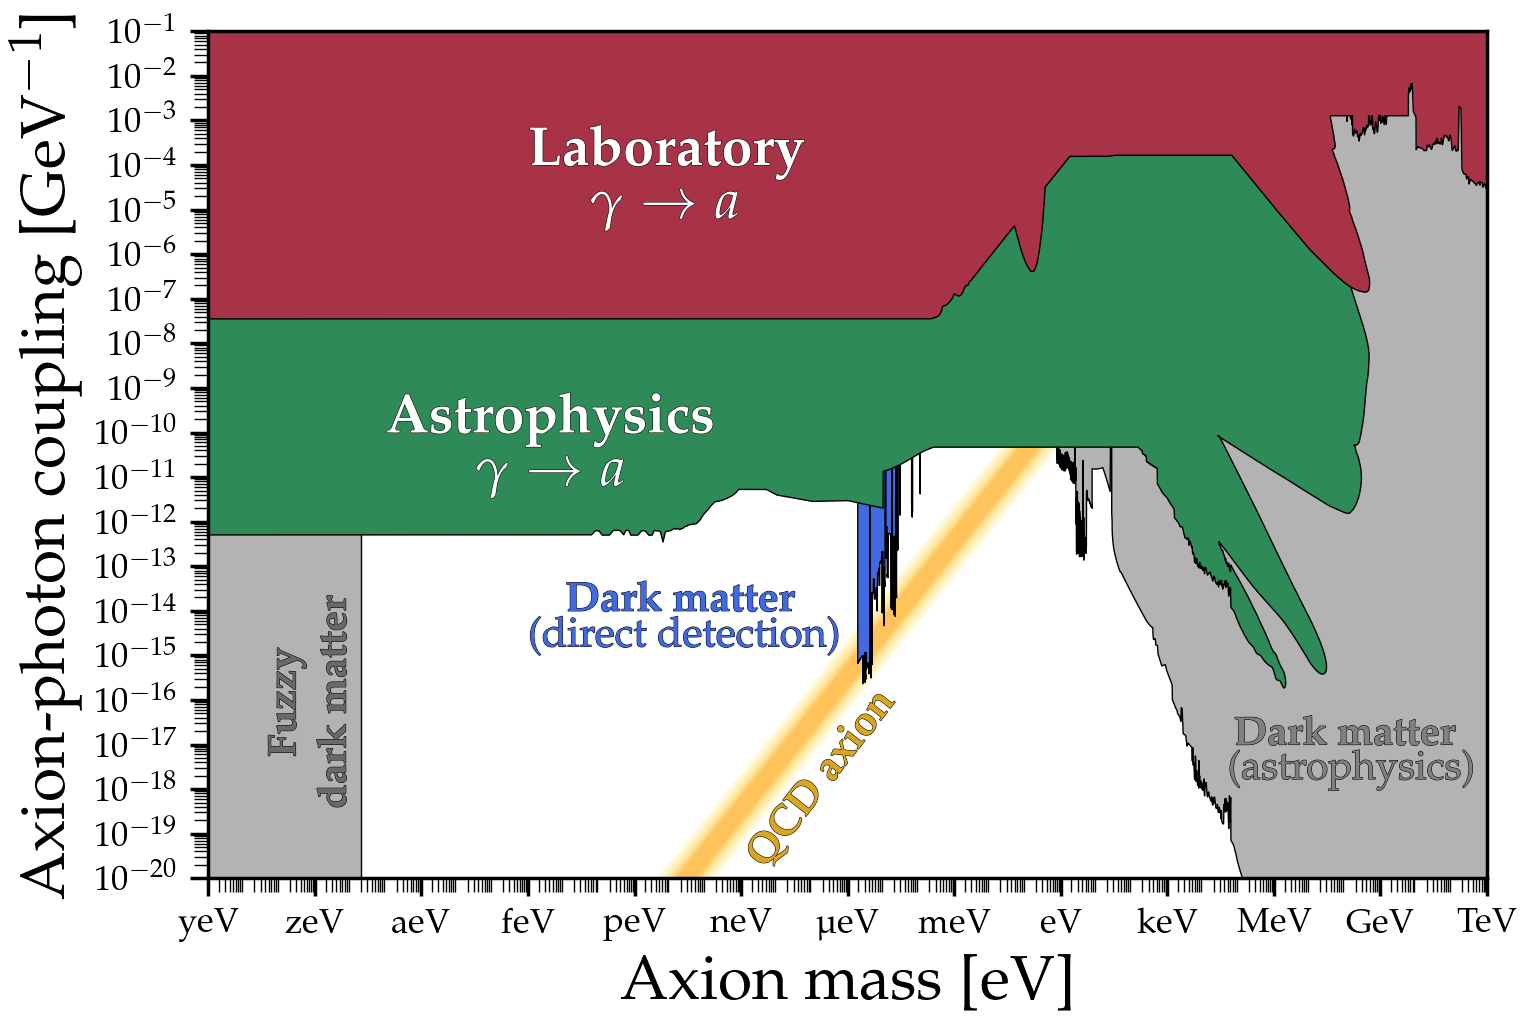 Axion-photon coupling [GeV⁻¹]
10⁻¹
10⁻²
10⁻³
10⁻⁴
10⁻⁵
10⁻⁶
10⁻⁷
10⁻⁸
10⁻⁹
10⁻¹⁰
10⁻¹¹
10⁻¹²
10⁻¹³
10⁻¹⁴
10⁻¹⁵
10⁻¹⁶
10⁻¹⁷
10⁻¹⁸
10⁻¹⁹
10⁻²⁰
Laboratory
γ → a
Astrophysics
γ → a
Dark matter
(direct detection)
Fuzzy
dark matter
QCD axion
Dark matter
(astrophysics)
yeV zeV aeV feV peV neV μeV meV eV keV MeV GeV TeV
Axion mass [eV]